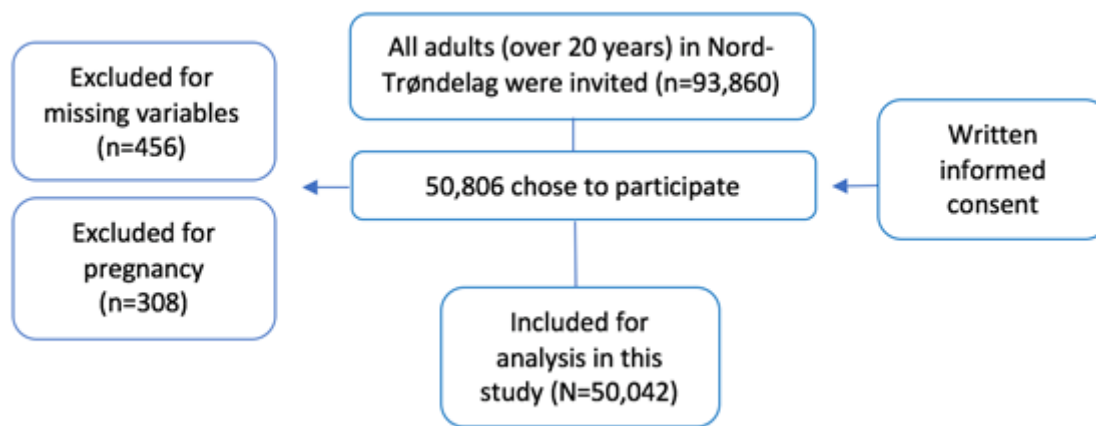 All adults (over 20 years) in Nord-
Trøndelag were invited (n=93,860)
Excluded for
missing variables
(n=456)
Written
informed
consent
50,806 chose to participate
Excluded for
pregnancy
(n=308)
Included for
analysis in this
study (N=50,042)